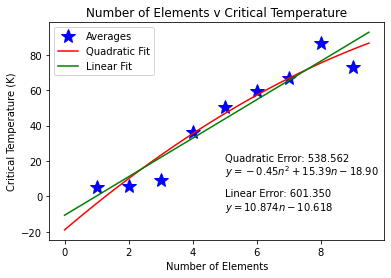 Number of Elements v Critical Temperature
Averages
Quadratic Fit
Linear Fit
Critical Temperature (K)
80
60
40
20
0
−20
Quadratic Error: 538.562
y = −0.45n² + 15.39n − 18.90
Linear Error: 601.350
y = 10.874n − 10.618
0 2 4 6 8
Number of Elements